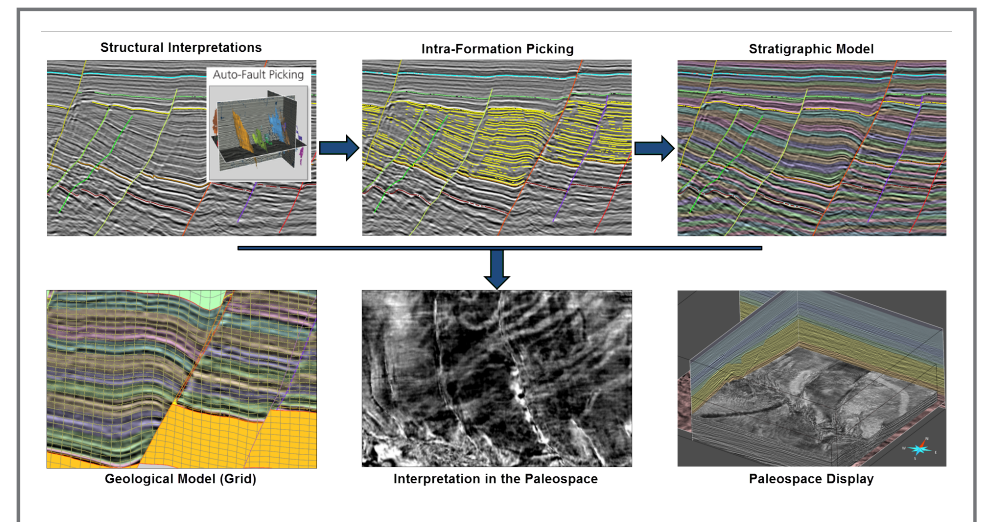 Structural Interpretations
Intra-Formation Picking
Stratigraphic Model
Auto-Fault Picking
Geological Model (Grid)
Interpretation in the Paleospace
Paleospace Display